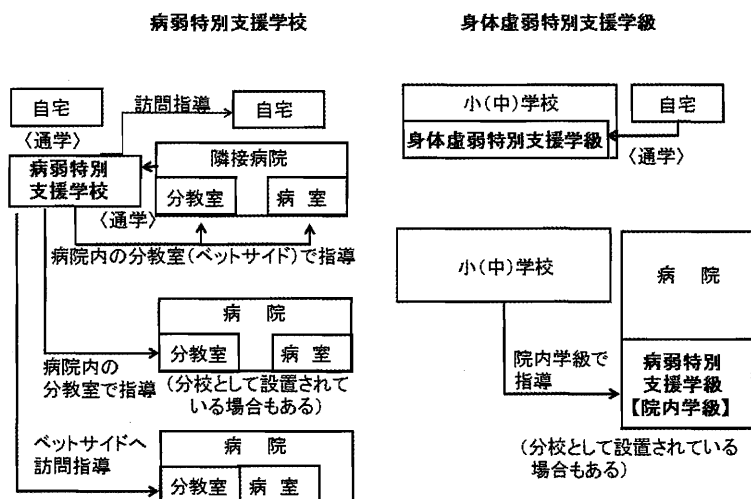 病弱特別支援学校
自宅
訪問指導
自宅
〈通学〉
病弱特別
支援学校
隣接病院
分教室
病 室
〈通学〉
病院内の分教室(ベットサイド)で指導
病 院
分教室
病 室
病院内の
分教室で指導
(分校として設置されて
いる場合もある)
ベットサイドへ
訪問指導
病 院
分教室
病 室
身体虚弱特別支援学級
小(中)学校
自宅
身体虚弱特別支援学級
〈通学〉
小(中)学校
病 院
院内学級で
指導
病弱特別
支援学級
【院内学級】
(分校として設置されている
場合もある)